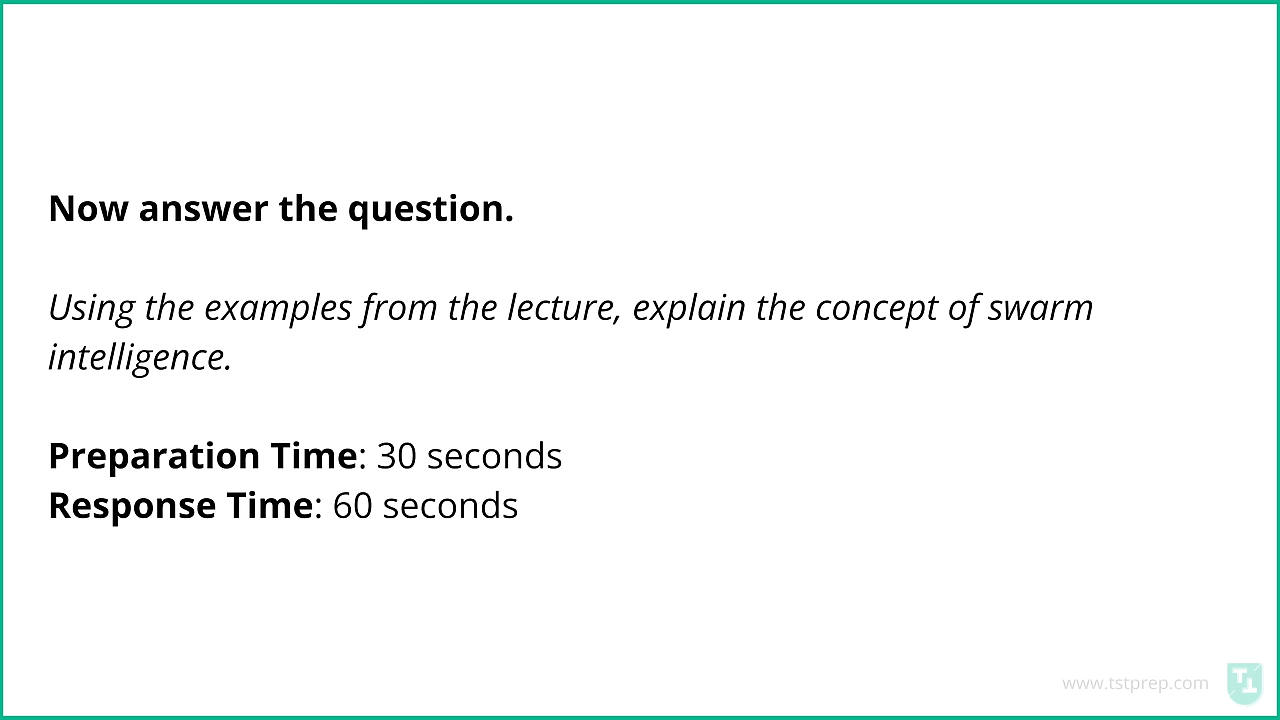 Now answer the question.
Using the examples from the lecture, explain the concept of swarm
intelligence.
Preparation Time: 30 seconds
Response Time: 60 seconds
www.tstprep.com